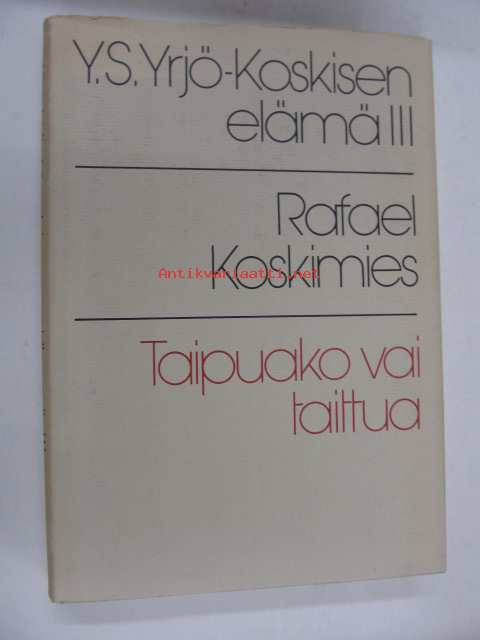 Y.S. Yrjö-Koskisen
elämä III
Rafael
Koskimies
Antikvariaatti.net
Taipuako vai
taittua